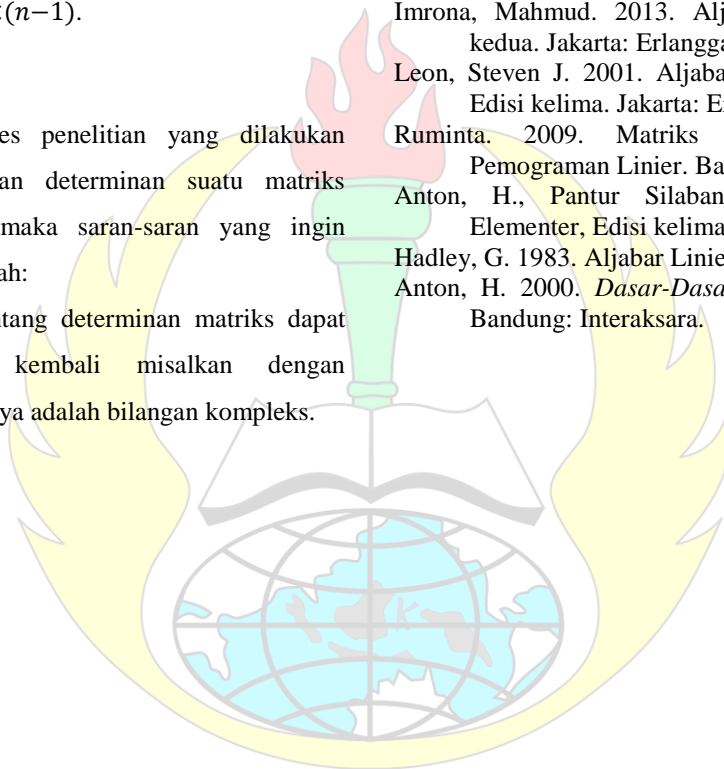 (n−1).
es penelitian yang dilakukan
an determinan suatu matriks
maka saran-saran yang ingin
ah:
ntang determinan matriks dapat
kembali misalkan dengan
ya adalah bilangan kompleks.
Imrona, Mahmud. 2013. Alj
kedua. Jakarta: Erlangga
Leon, Steven J. 2001. Aljaba
Edisi kelima. Jakarta: E
Ruminta. 2009. Matriks
Pemograman Linier. Ba
Anton, H., Pantur Silaban
Elementer, Edisi kelima
Hadley, G. 1983. Aljabar Linie
Anton, H. 2000. Dasar-Dasa
Bandung: Interaksara.
K